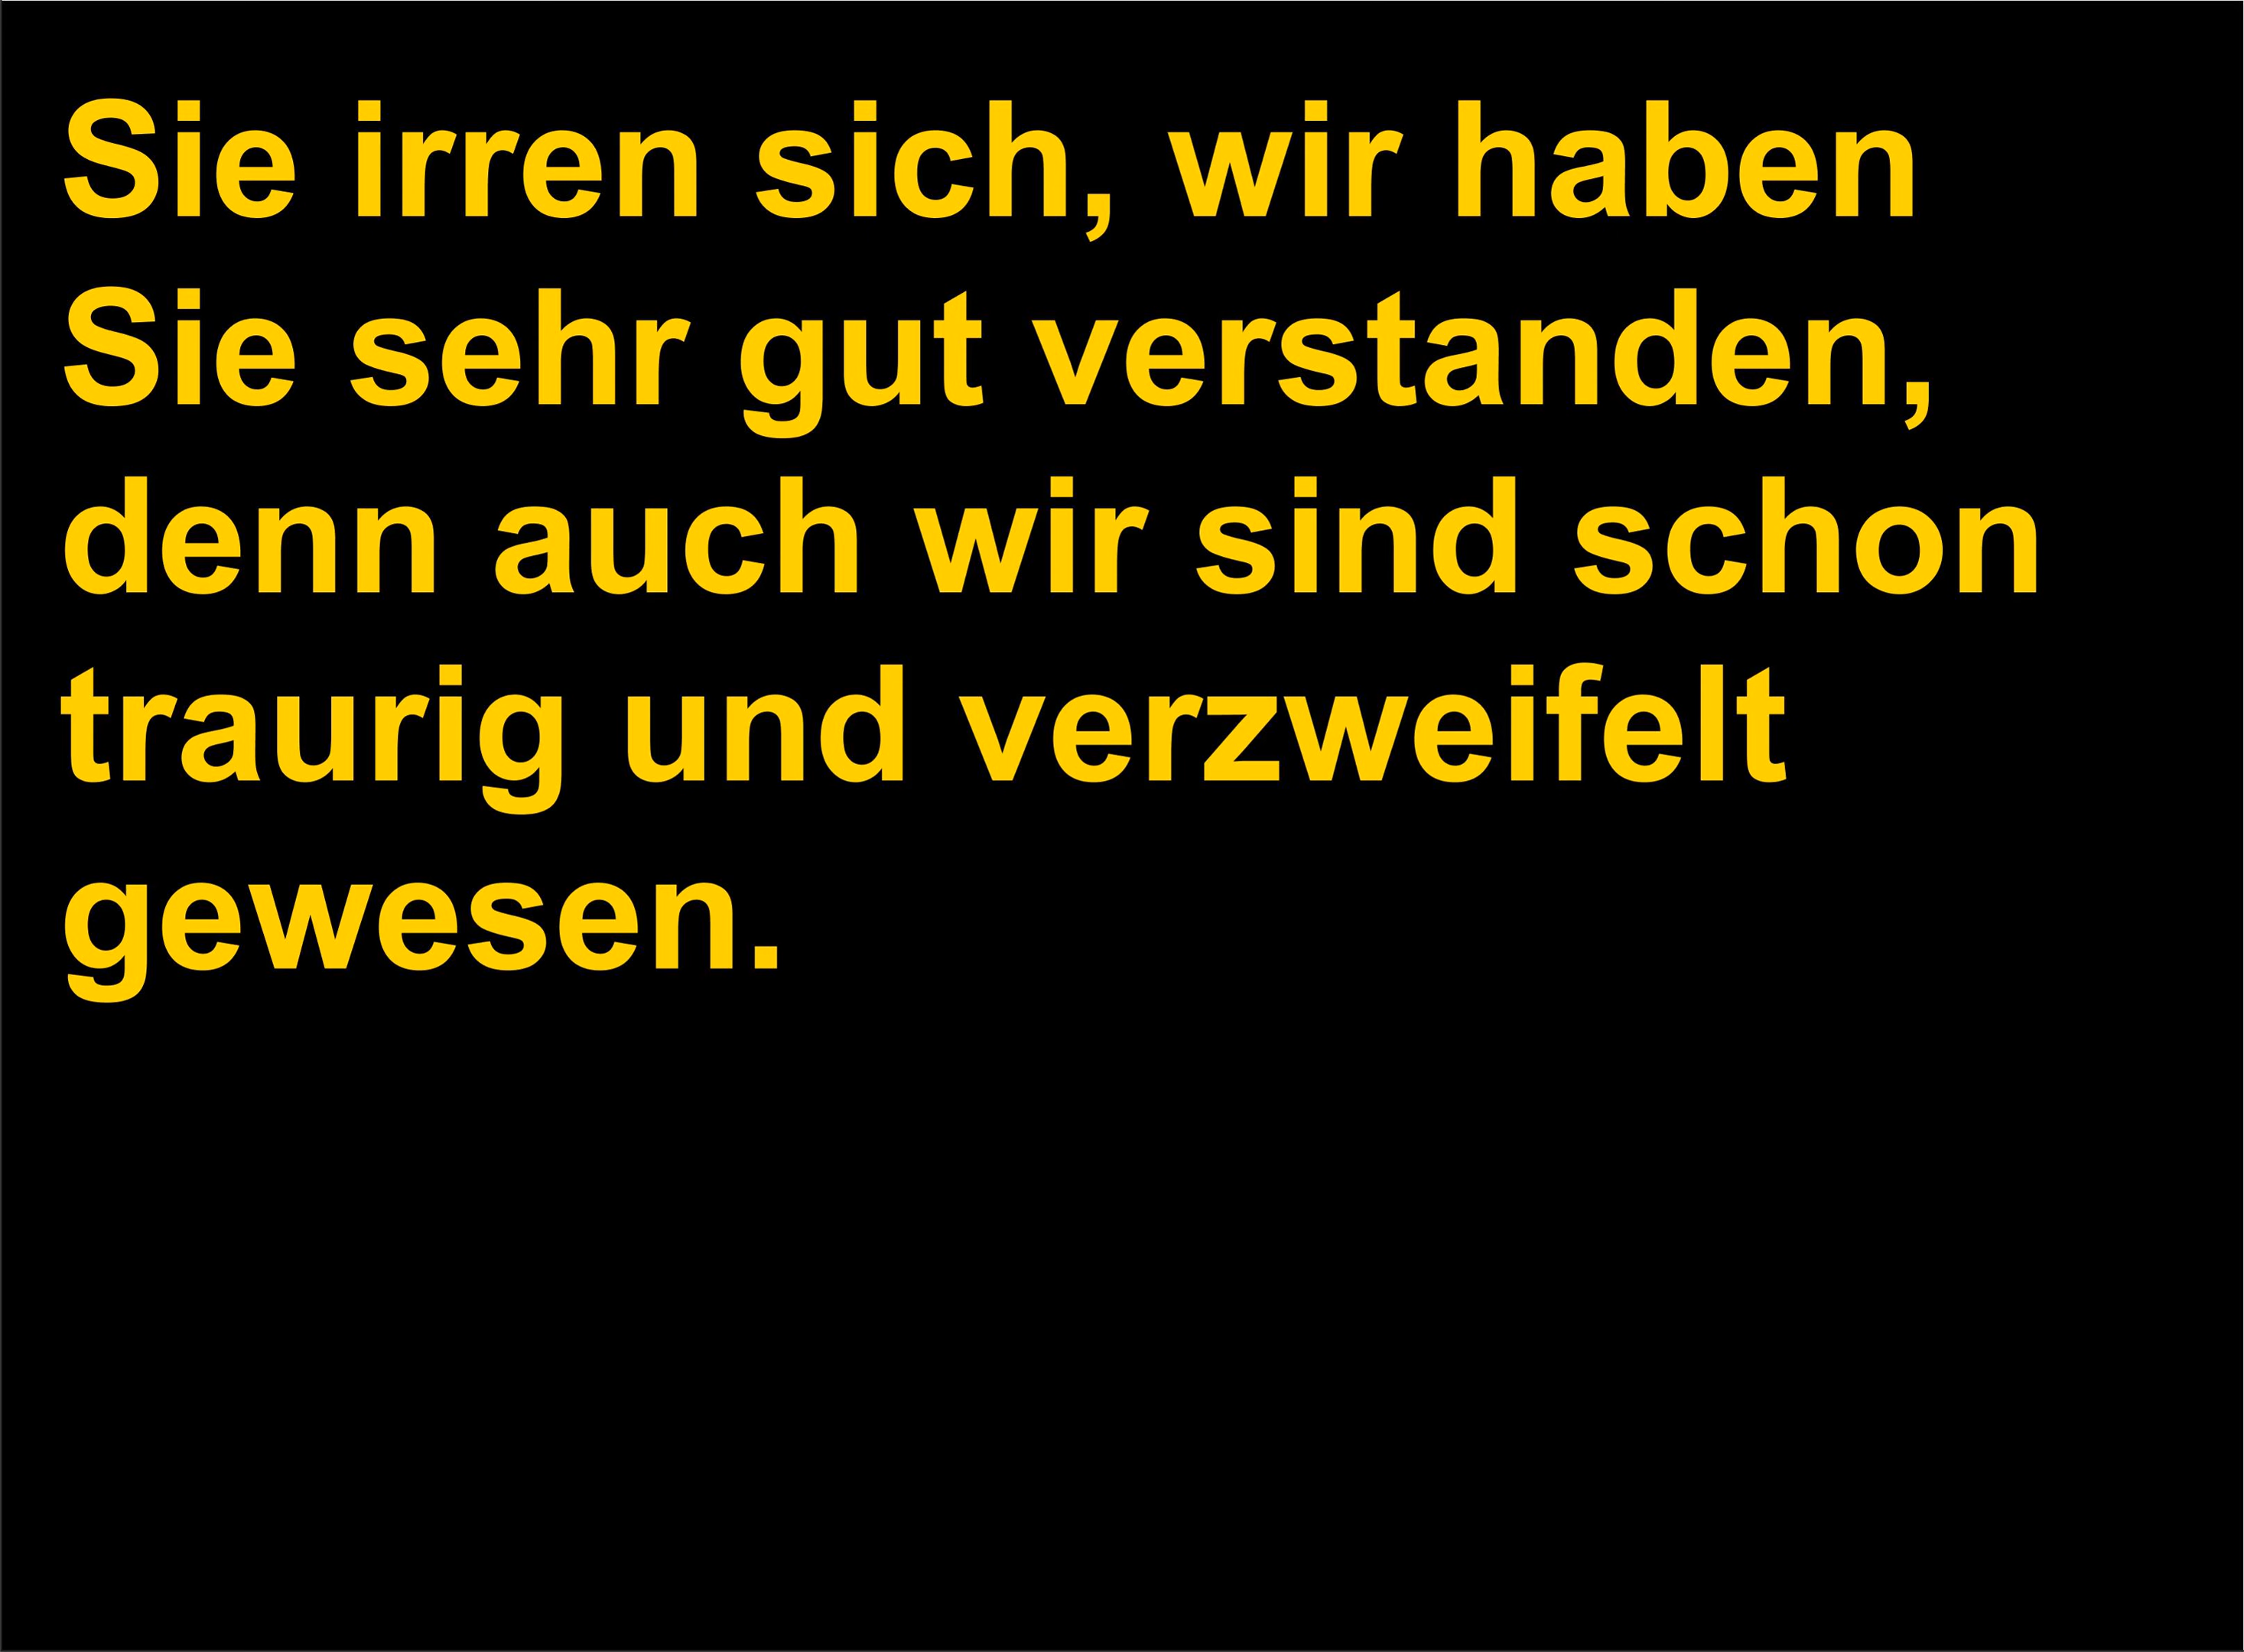 Sie irren sich, wir haben
Sie sehr gut verstanden,
denn auch wir sind schon
traurig und verzweifelt
gewesen.